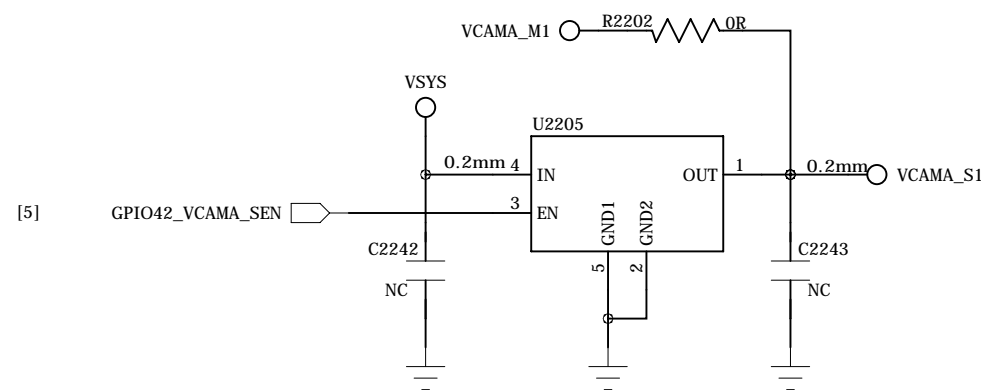 VCAMA_M1 R2202 0R
VSYS
U2205
0.2mm 4 IN OUT 1 0.2mm VCAMA_S1
[5] GPIO42_VCAMA_SEN 3 EN
GND1 GND2
C2242 5 2 C2243
NC NC